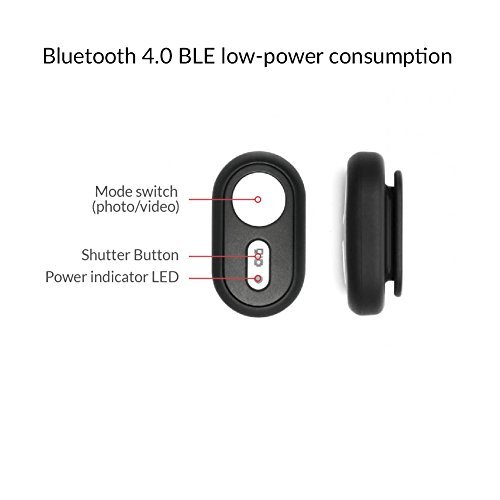 Bluetooth 4.0 BLE low-power consumption
Mode switch
(photo/video)
Shutter Button
Power indicator LED